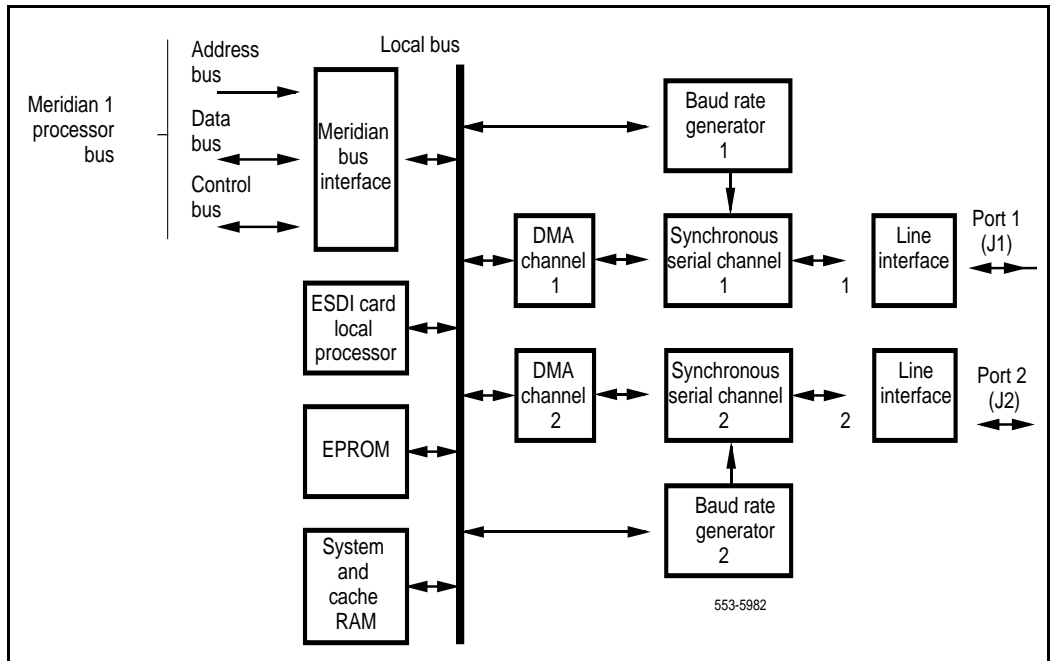 Address
bus
Local bus
Meridian 1
processor
bus
Data
bus
Control
bus
Meridian
bus
interface
Baud rate
generator
1
DMA
channel
1
Synchronous
serial channel
1
1
Line
interface
Port 1
(J1)
ESDI card
local
processor
DMA
channel
2
Synchronous
serial channel
2
2
Line
interface
Port 2
(J2)
EPROM
Baud rate
generator
2
System
and
cache
RAM
553-5982